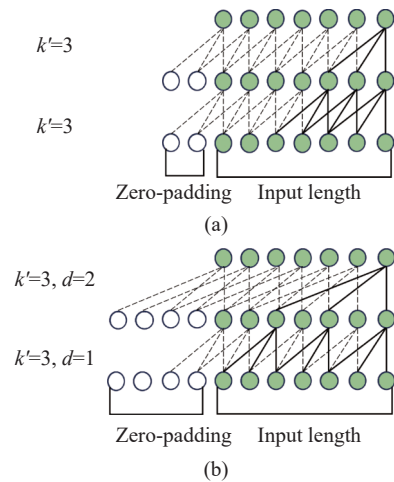 k'=3
k'=3
Zero-padding Input length
(a)
k'=3, d=2
k'=3, d=1
Zero-padding Input length
(b)